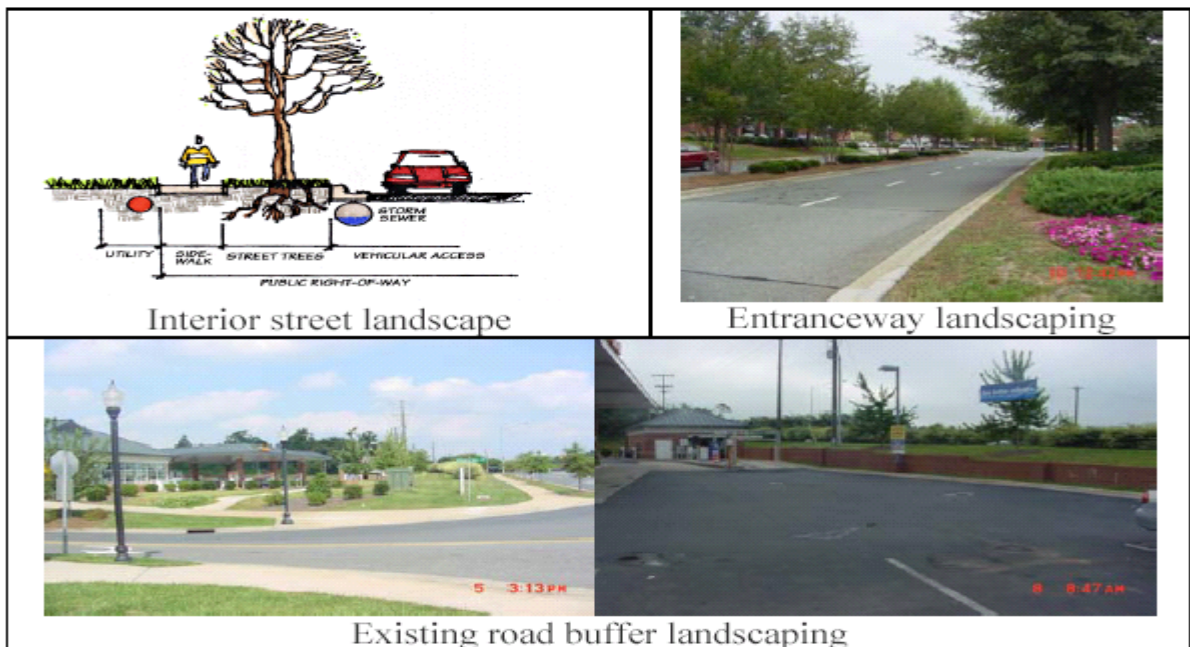 STORM
SEWER
UTILITY
SIDE-
WALK
STREET TREES
VEHICULAR ACCESS
PUBLIC RIGHT-OF-WAY
Interior street landscape
Entranceway landscaping
5 3:13PM
8 8:47AM
Existing road buffer landscaping